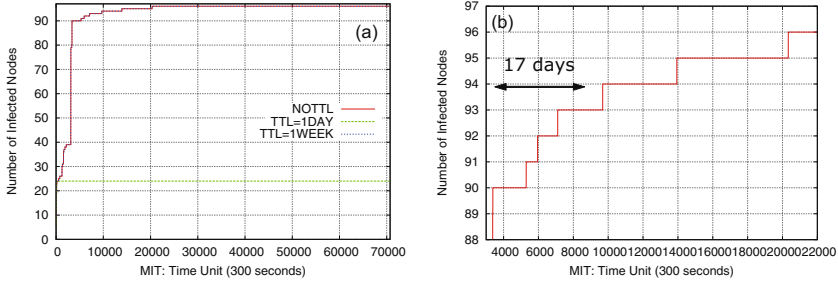 (a)
Number of Infected Nodes
90
80
70
60
50
40
30
20
10
0
NOTTL
TTL=1DAY
TTL=1WEEK
0 10000 20000 30000 40000 50000 60000 70000
MIT: Time Unit (300 seconds)
(b)
Number of Infected Nodes
97
96
95
94
93
92
91
90
89
88
17 days
4000 6000 8000 10000 12000 14000 16000 18000 20000 22000
MIT: Time Unit (300 seconds)